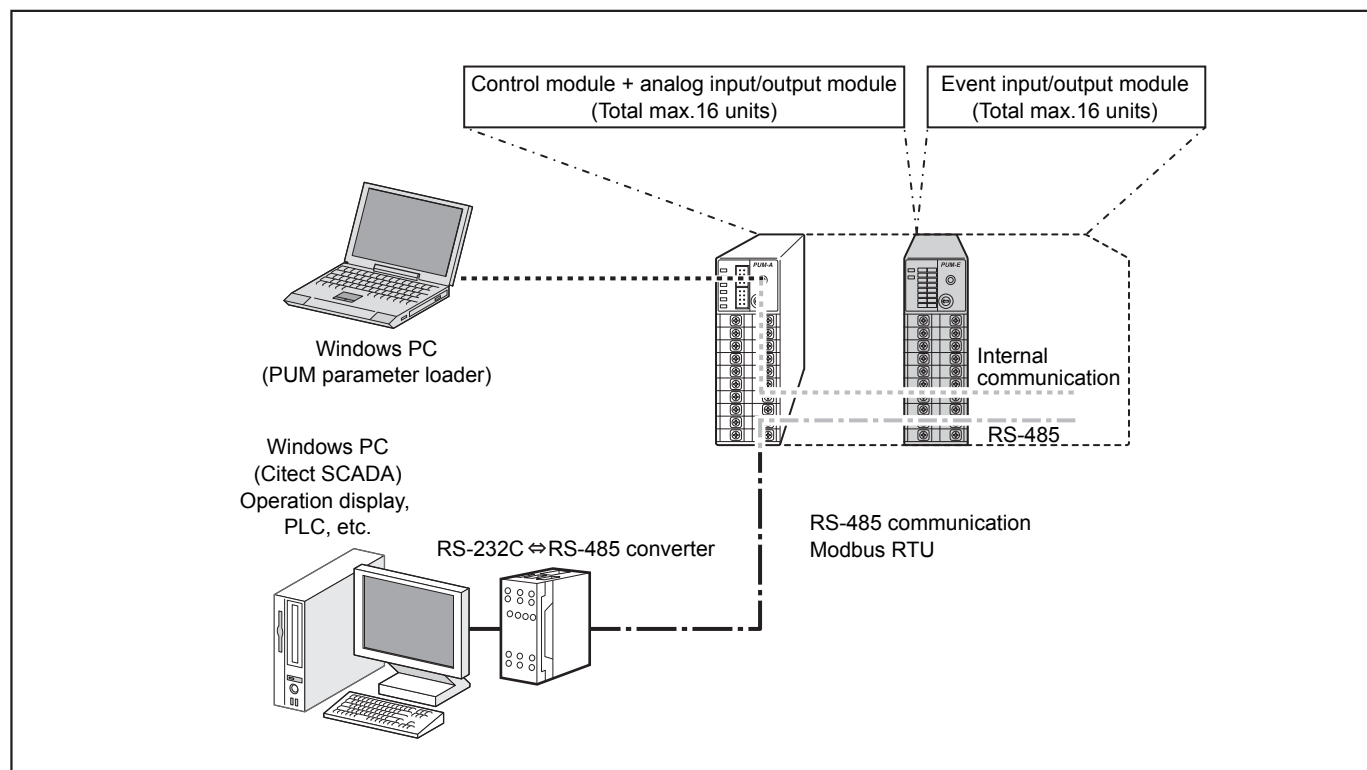 Control module + analog input/output module
(Total max.16 units)
Event input/output module
(Total max.16 units)
PUM-A
PUM-E
Windows PC
(PUM parameter loader)
Internal
communication
RS-485
Windows PC
(Citect SCADA)
Operation display,
PLC, etc.
RS-232C⇔RS-485 converter
RS-485 communication
Modbus RTU